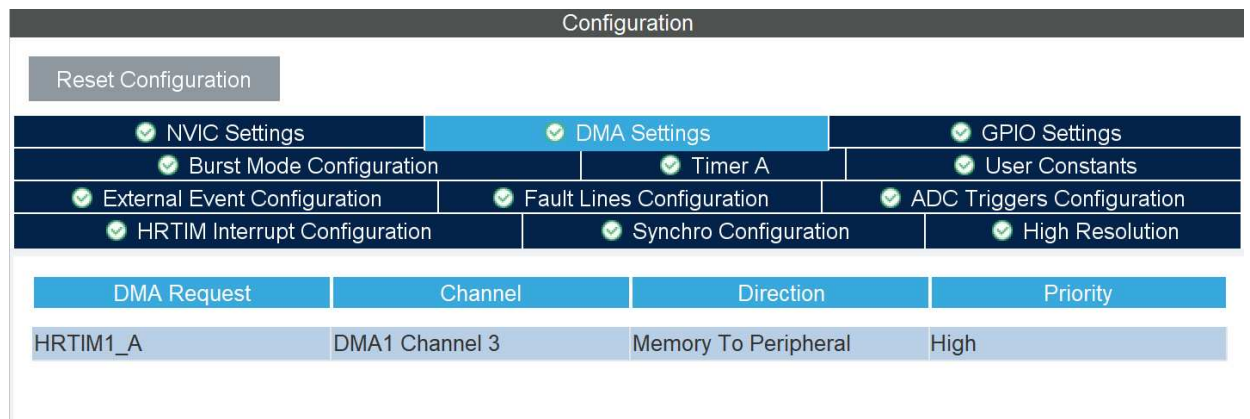 Configuration
Reset Configuration
NVIC Settings DMA Settings GPIO Settings
Burst Mode Configuration Timer A User Constants
External Event Configuration Fault Lines Configuration ADC Triggers Configuration
HRTIM Interrupt Configuration Synchro Configuration High Resolution
DMA Request Channel Direction Priority
HRTIM1_A DMA1 Channel 3 Memory To Peripheral High